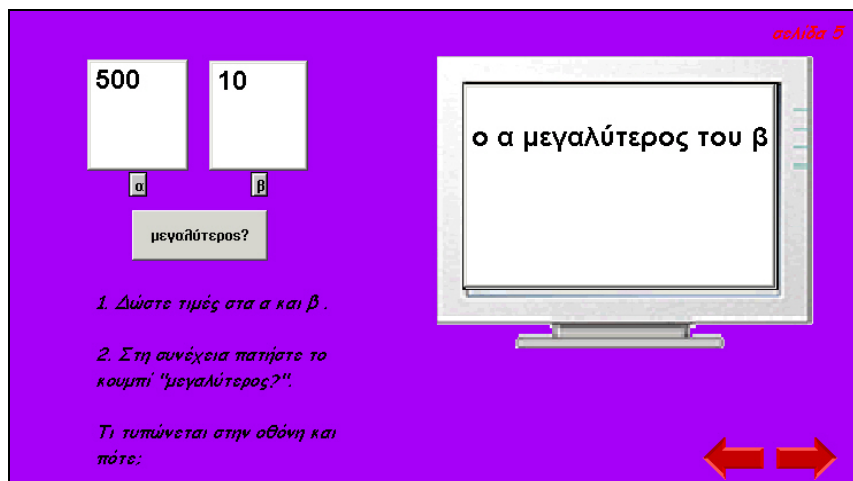 σελίδα 5
500
10
ο α μεγαλύτερος του β
α
β
μεγαλύτερος?
1. Δώστε τιμές στα α και β .
2. Στη συνέχεια πατήστε το
κουμπί "μεγαλύτερος?".
Τι τυπώνεται στην οθόνη και
πότε;